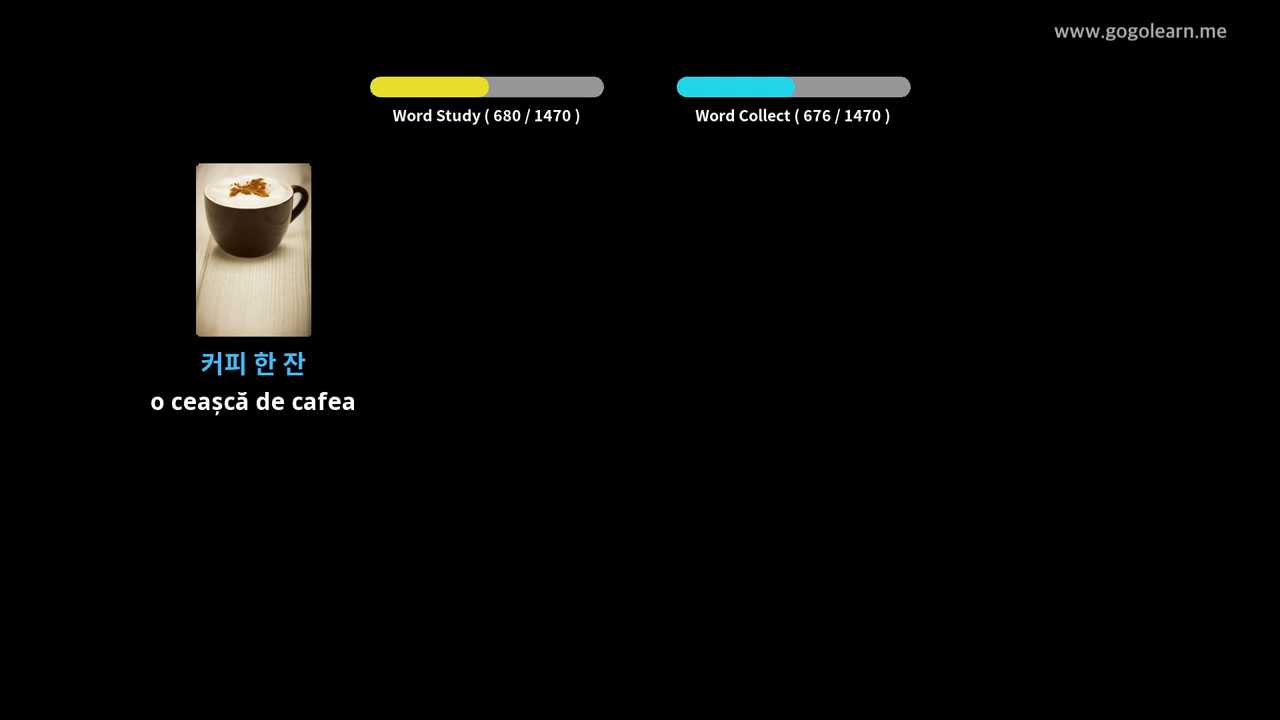 www.gogolearn.me
Word Study ( 680 / 1470 )
Word Collect ( 676 / 1470 )
커피 한 잔
o ceașcă de cafea